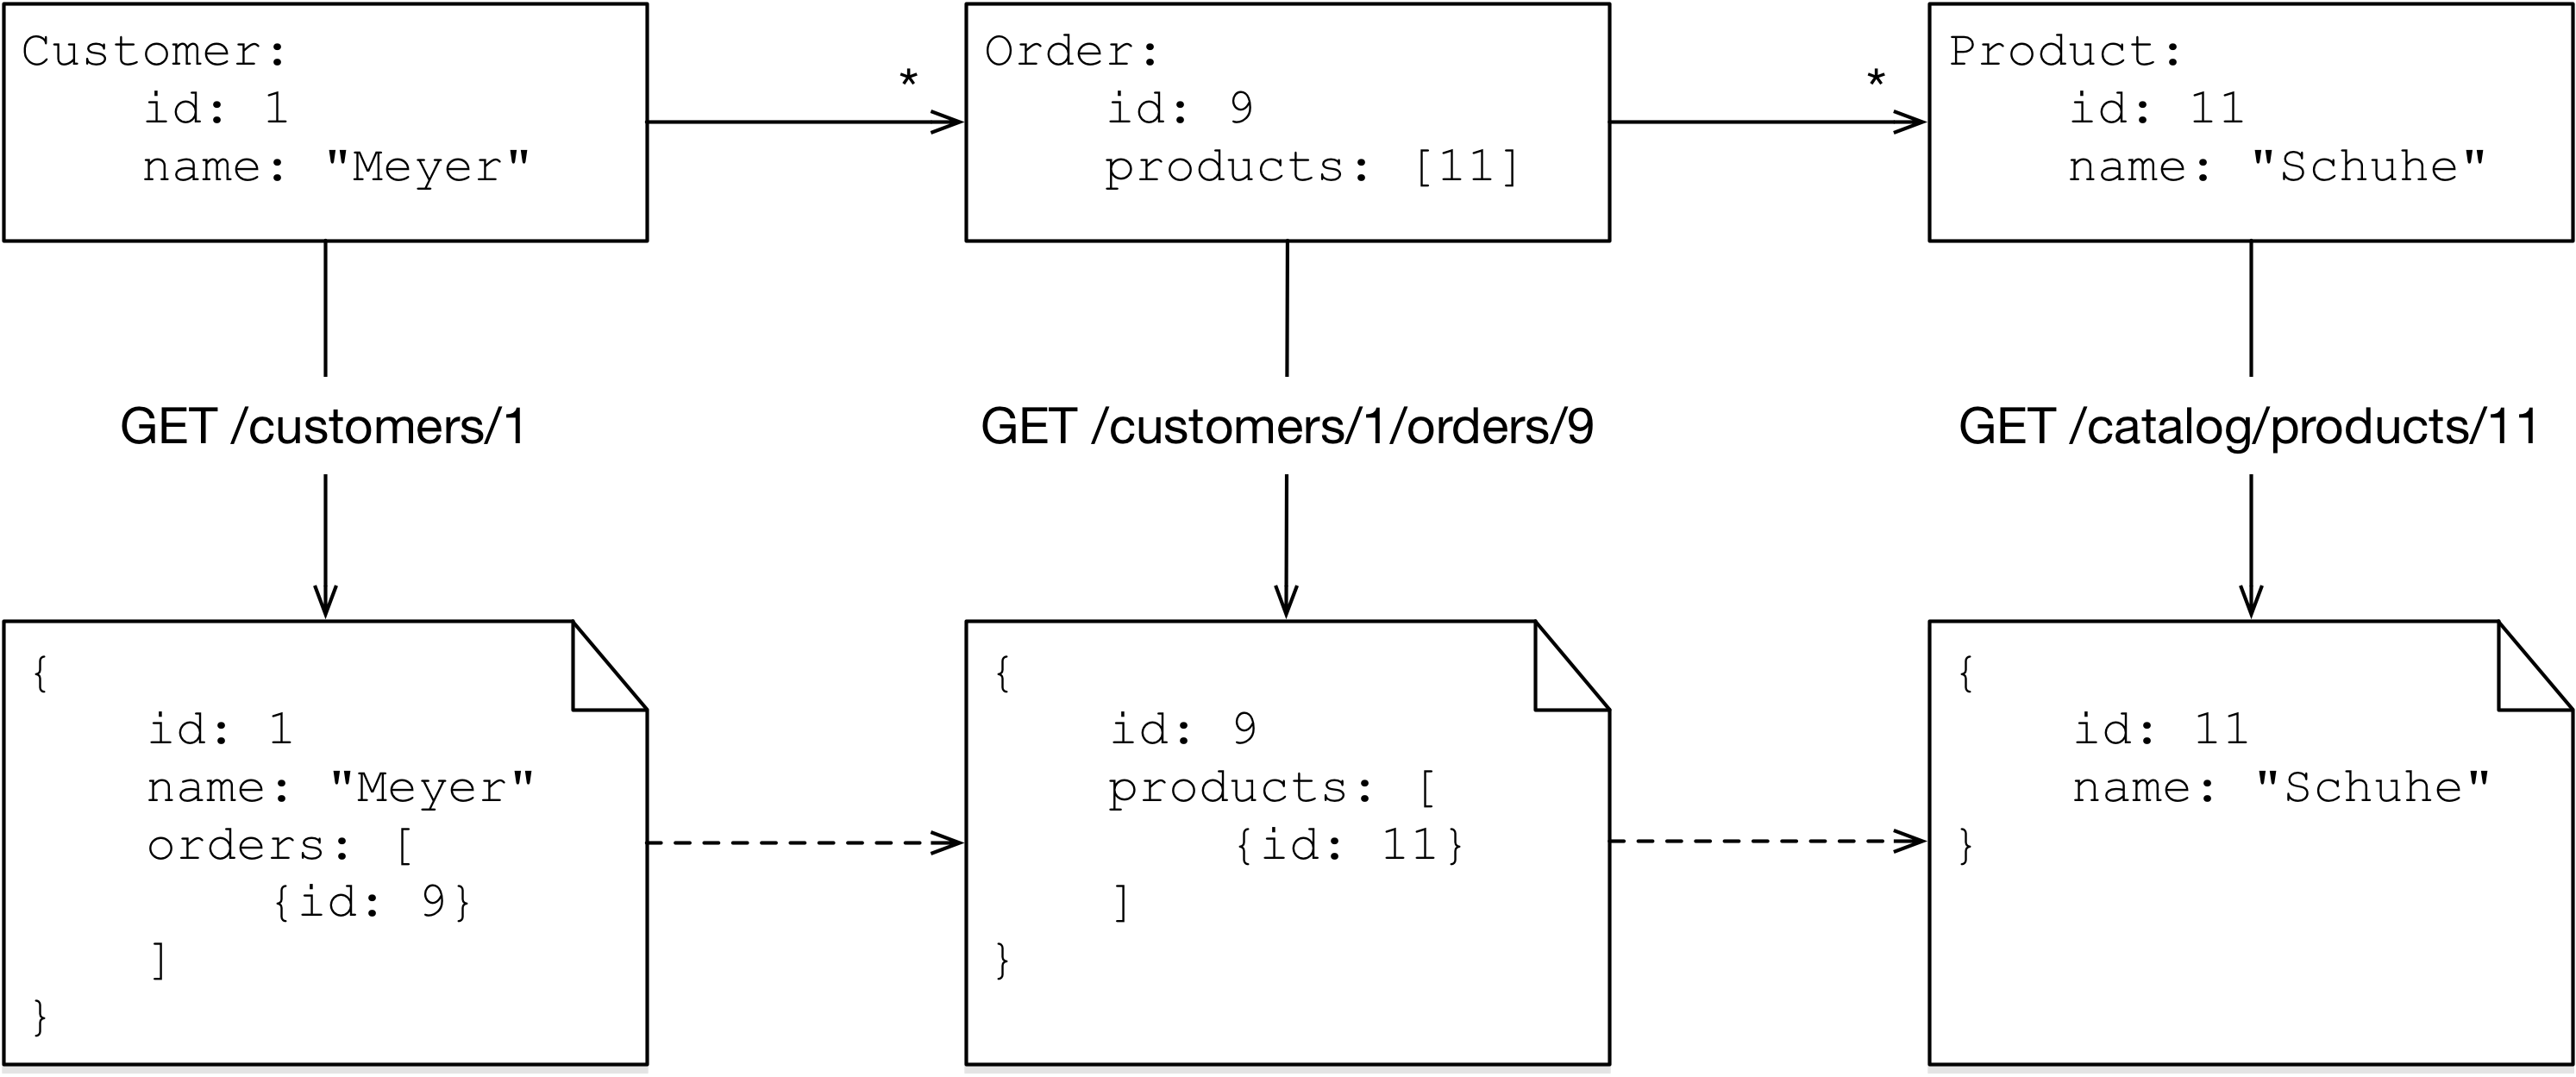 Customer:
id: 1
name: "Meyer"
*
Order:
id: 9
products: [11]
*
Product:
id: 11
name: "Schuhe"
GET /customers/1
GET /customers/1/orders/9
GET /catalog/products/11
{
id: 1
name: "Meyer"
orders: [
{id: 9}
]
}
{
id: 9
products: [
{id: 11}
]
}
{
id: 11
name: "Schuhe"
}